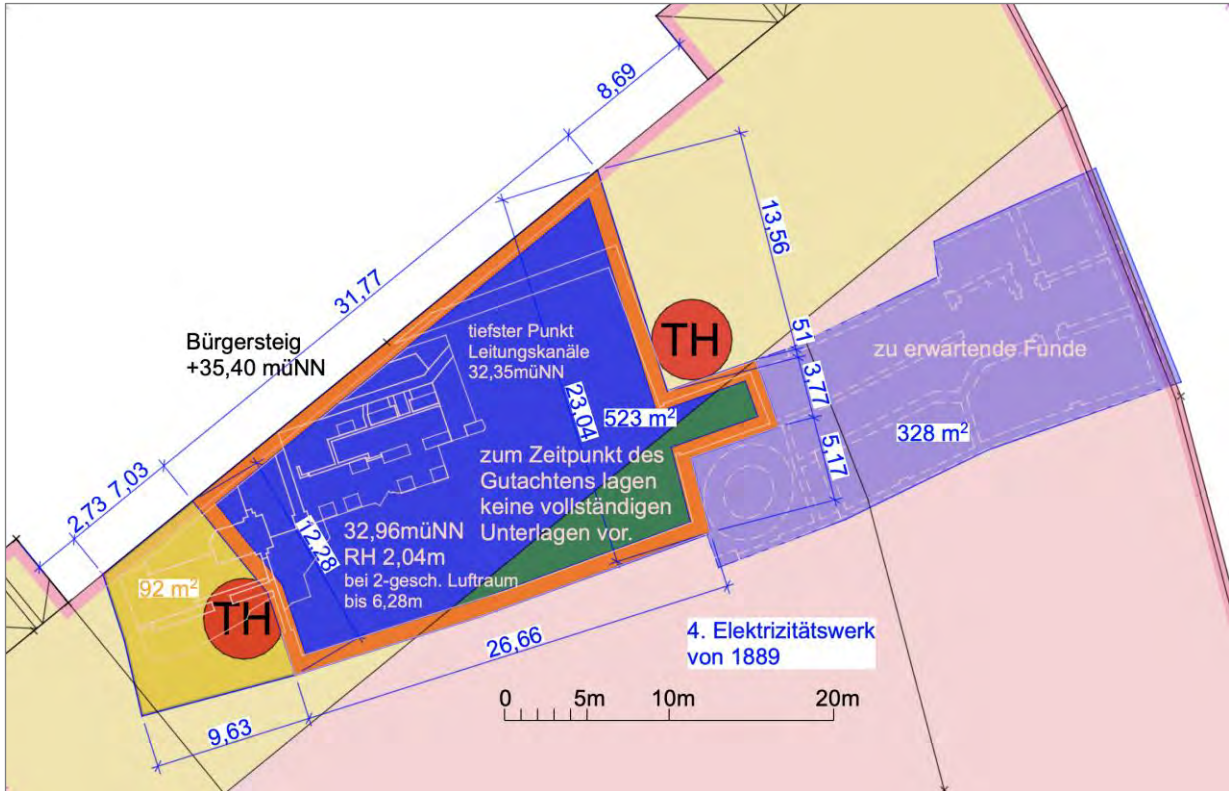 8,69
13,56
31,77
Bürgersteig
+35,40 müNN
tiefster Punkt
Leitungskanäle
32,35müNN
TH
51
3,77
zu erwartende Funde
23,04
523 m²
328 m²
5,17
2,73
7,03
zum Zeitpunkt des
Gutachtens lagen
keine vollständigen
Unterlagen vor.
12,28
32,96müNN
RH 2,04m
bei 2-gesch. Luftraum
bis 6,28m
92 m²
TH
26,66
4. Elektrizitätswerk
von 1889
0 5m 10m 20m
9,63